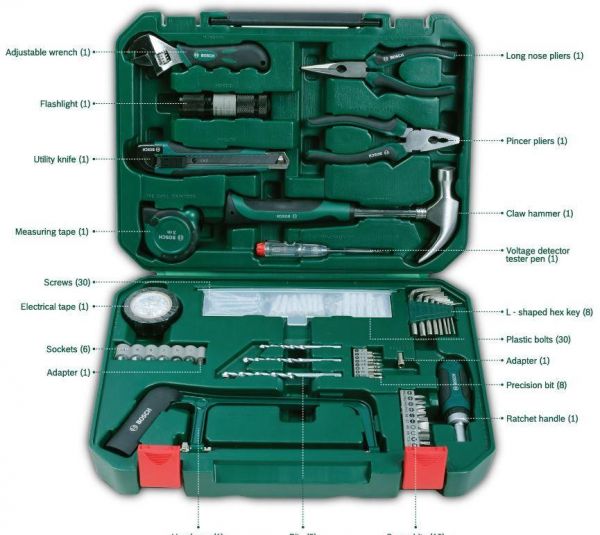 Adjustable wrench (1)
Long nose pliers (1)
BOSCH
BOSCH
Flashlight (1)
Pincer pliers (1)
Utility knife (1)
BOSCH
BOSCH
Measuring tape (1)
BOSCH
BOSCH
Claw hammer (1)
Voltage detector
tester pen (1)
Screws (30)
Electrical tape (1)
L - shaped hex key (8)
Plastic bolts (30)
Sockets (6)
Adapter (1)
Adapter (1)
Precision bit (8)
BOSCH
Ratchet handle (1)